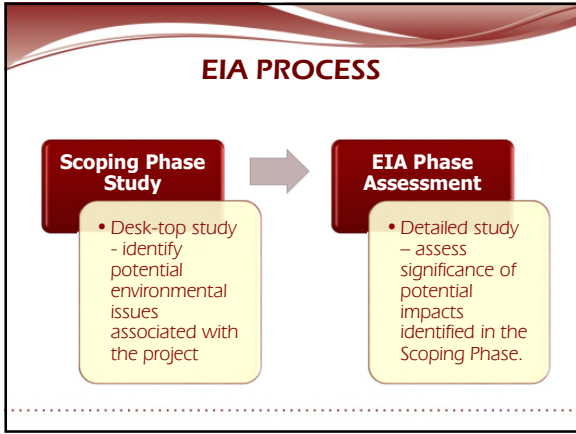 EIA PROCESS
Scoping Phase
Study
• Desk-top study
- identify
potential
environmental
issues
associated with
the project
EIA Phase
Assessment
• Detailed study
– assess
significance of
potential
impacts
identified in the
Scoping Phase.